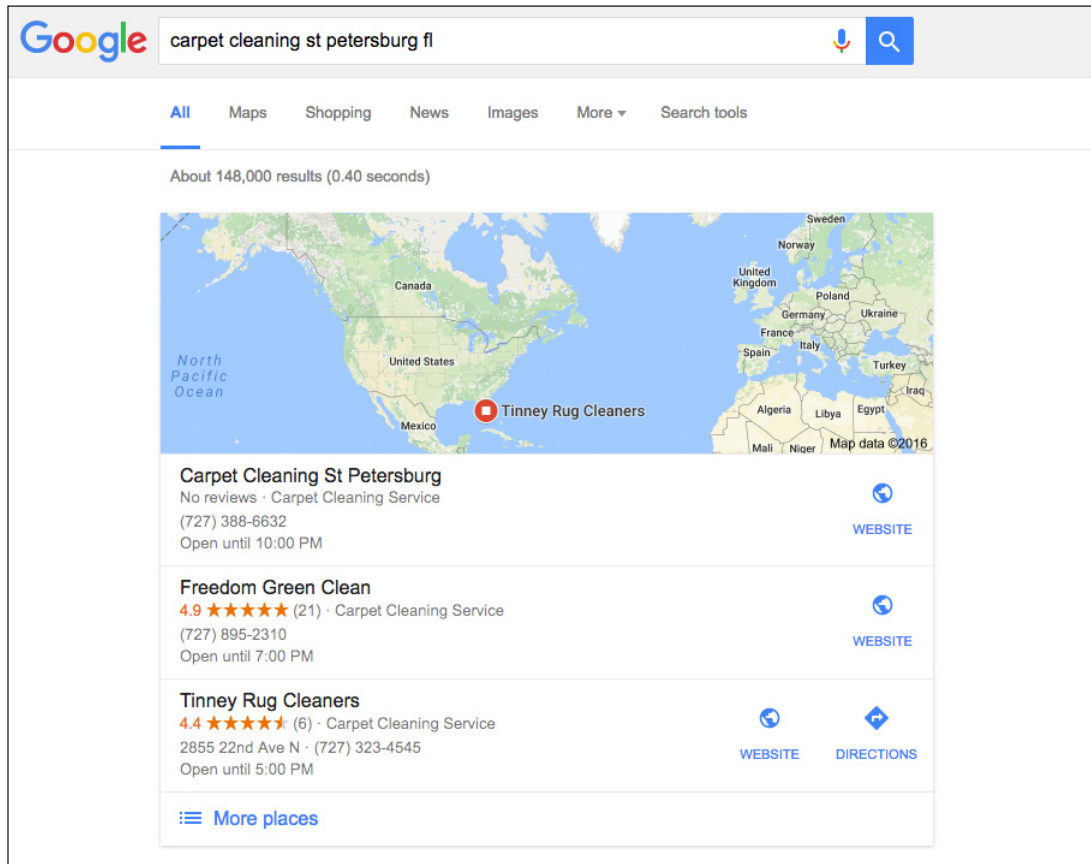 Google
carpet cleaning st petersburg fl
All Maps Shopping News Images More Search tools
About 148,000 results (0.40 seconds)
Sweden
Norway
United
Kingdom
Canada
Poland
Germany Ukraine
France
Italy
North
Pacific
Ocean
United States
Spain
Turkey
Iraq
Tinney Rug Cleaners
Algeria Libya Egypt
Mexico
Mali Niger Map data ©2016
Carpet Cleaning St Petersburg
No reviews · Carpet Cleaning Service
(727) 388-6632
Open until 10:00 PM
WEBSITE
Freedom Green Clean
4.9 ★★★★★ (21) · Carpet Cleaning Service
(727) 895-2310
Open until 7:00 PM
WEBSITE
Tinney Rug Cleaners
4.4 ★★★★★ (6) · Carpet Cleaning Service
2855 22nd Ave N · (727) 323-4545
Open until 5:00 PM
WEBSITE DIRECTIONS
More places